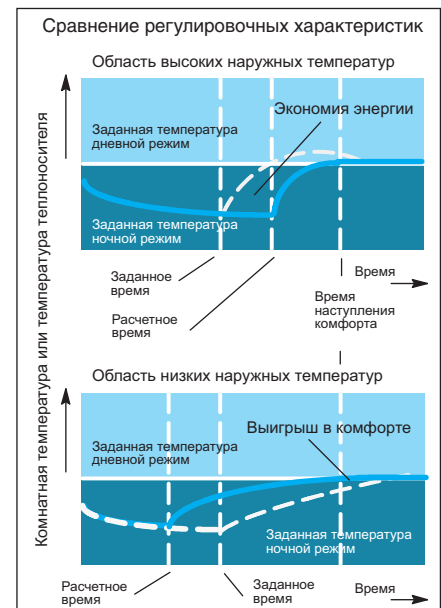 Сравнение регулировочных характеристик
Комнатная температура или температура теплоносителя
Область высоких наружных температур
Экономия энергии
Заданная температура
дневной режим
Заданная температура
ночной режим
Заданное
время
Время
Расчетное
время
Время
наступления
комфорта
Область низких наружных температур
Выигрыш в комфорте
Заданная температура
дневной режим
Заданная температура
ночной режим
Расчетное
время
Заданное
время
Время